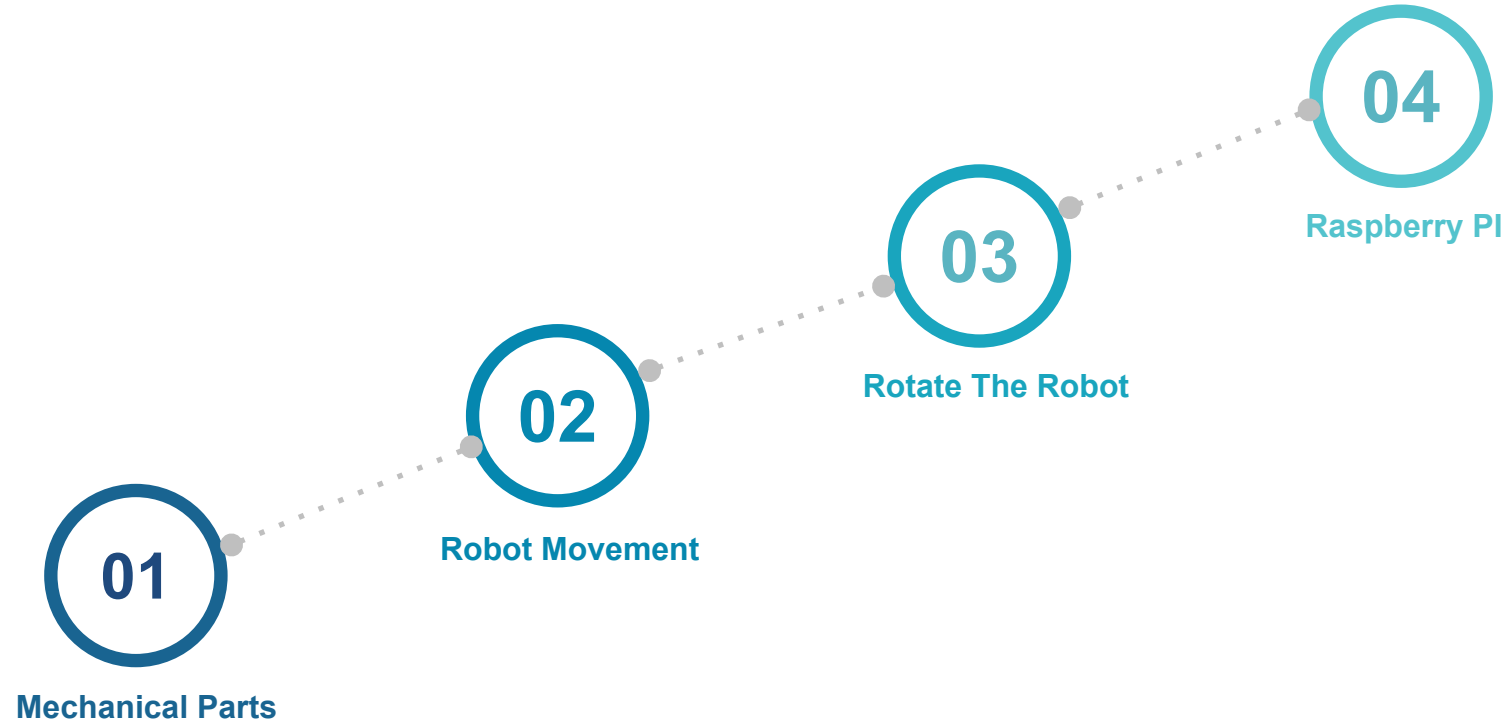 01
Mechanical Parts
02
Robot Movement
03
Rotate The Robot
04
Raspberry PI